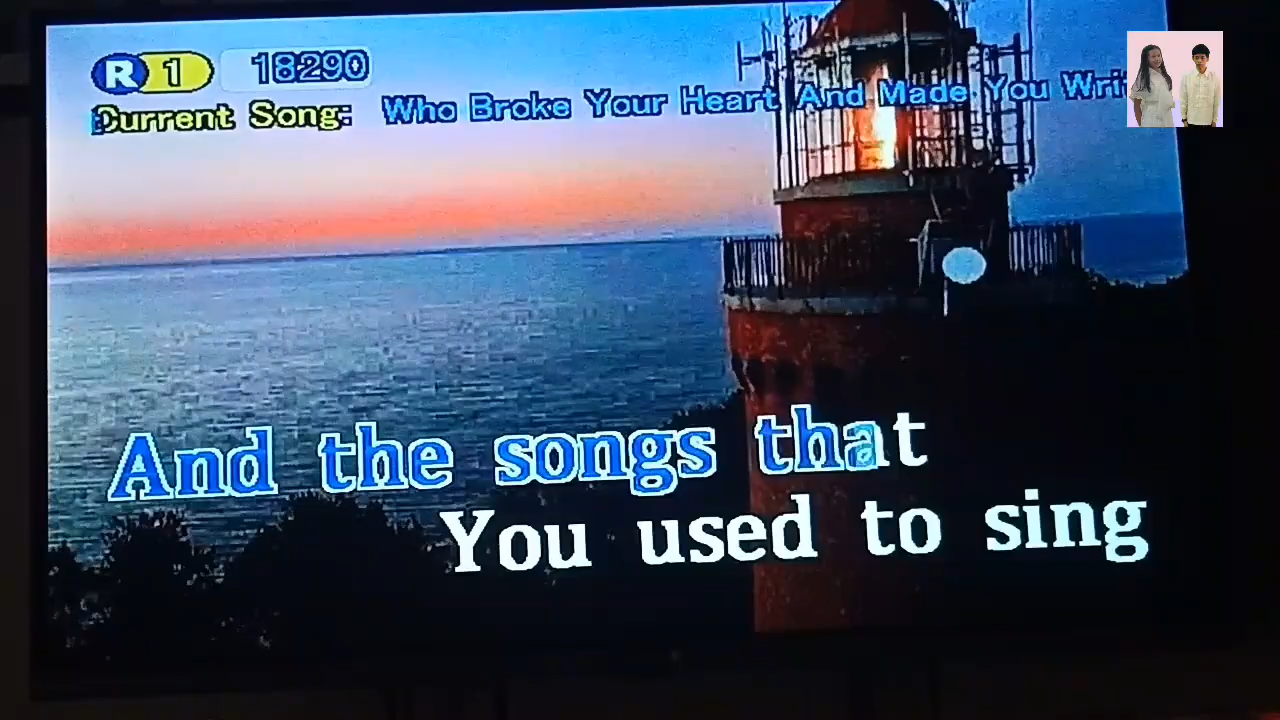 R 1 18290
Current Song: Who Broke Your Heart And Made You Wri
And the songs that
You used to sing